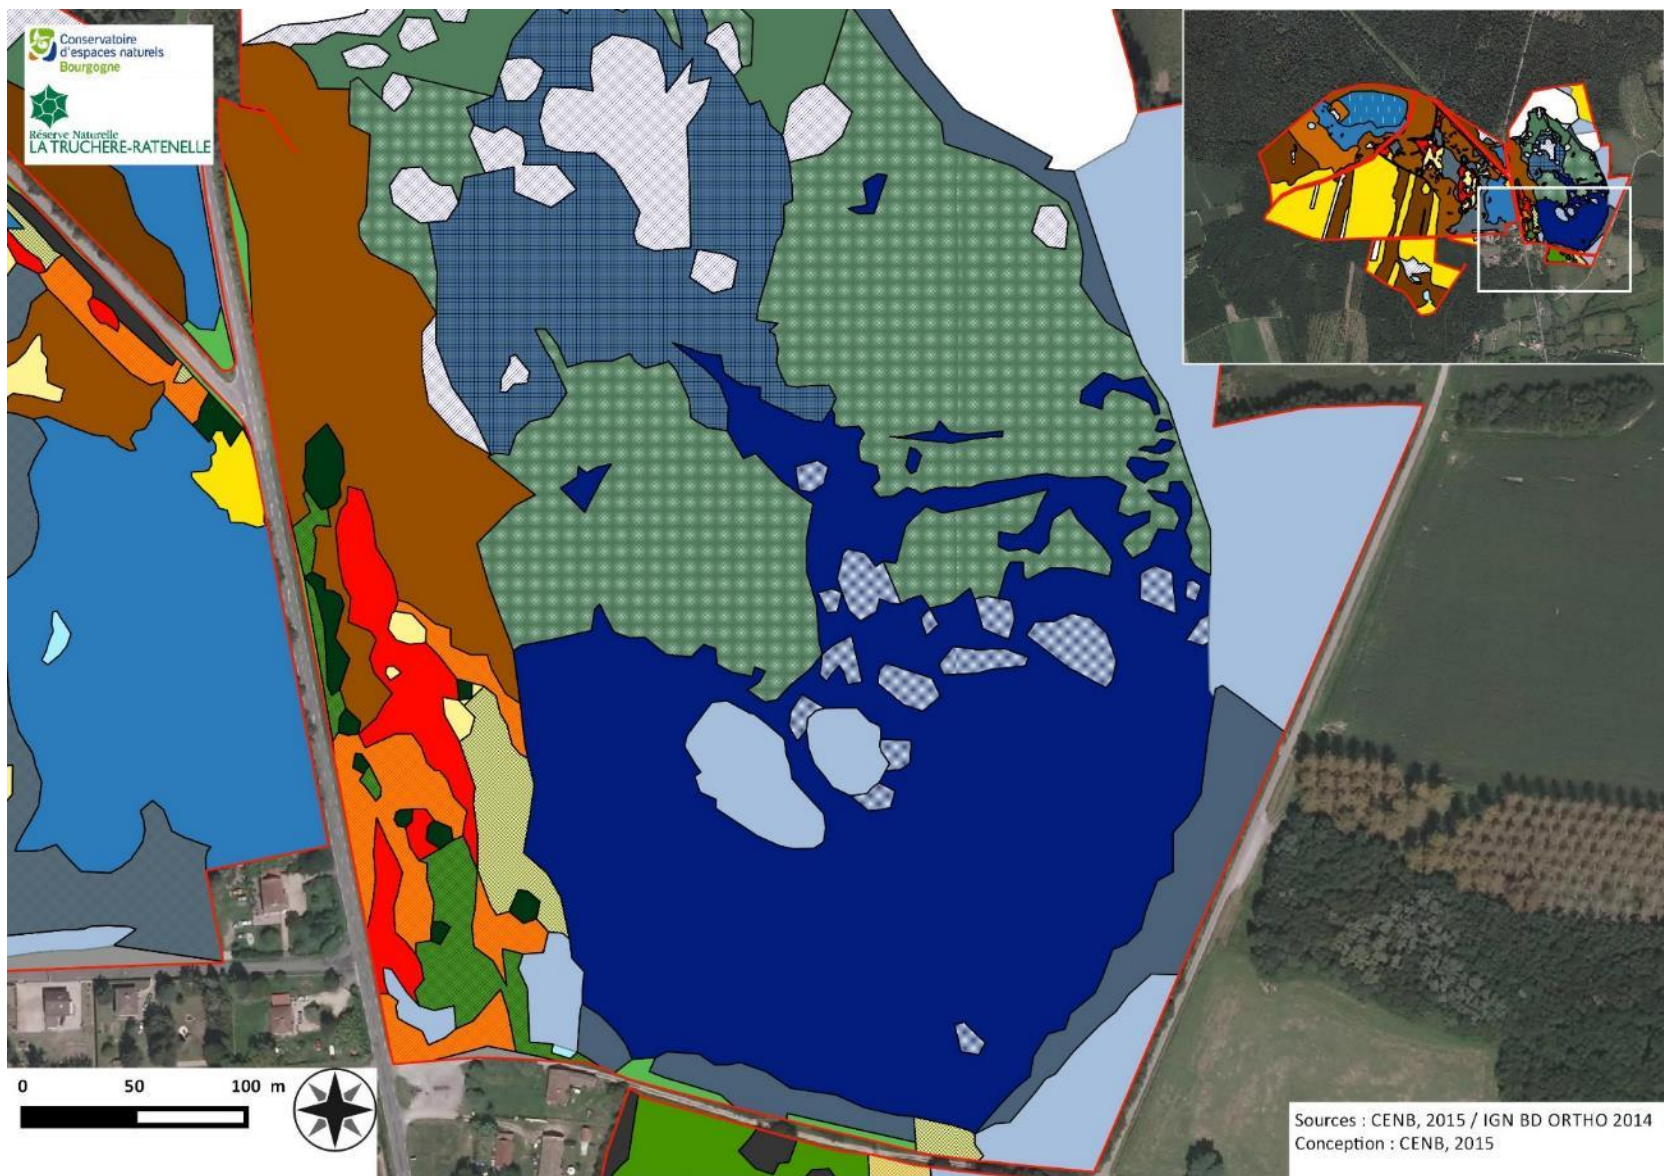 Conservatoire
d'espaces naturels
Bourgogne
Réserve Naturelle
LA TRUCHERE-RATENELLE
0 50 100 m
Sources : CENB, 2015 / IGN BD ORTHO 2014
Conception : CENB, 2015